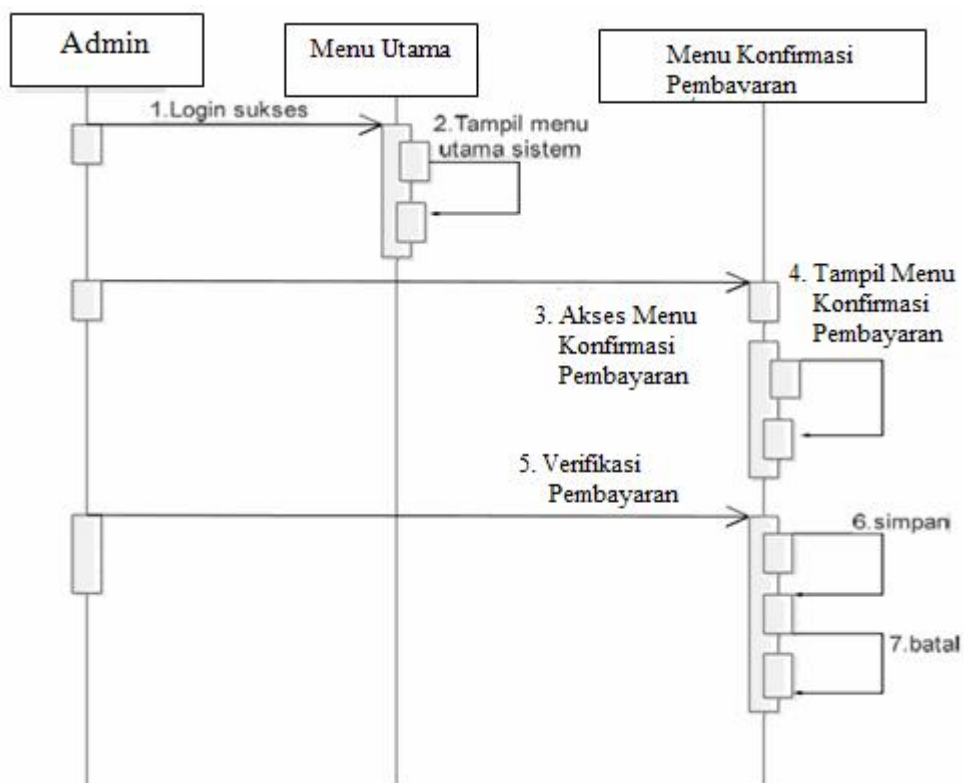 Admin
Menu Utama
Menu Konfirmasi
Pembavaran
1.Login sukses
2.Tampil menu
utama sistem
3. Akses Menu
Konfirmasi
Pembayaran
4. Tampil Menu
Konfirmasi
Pembayaran
5. Verifikasi
Pembayaran
6.simpan
7.batal